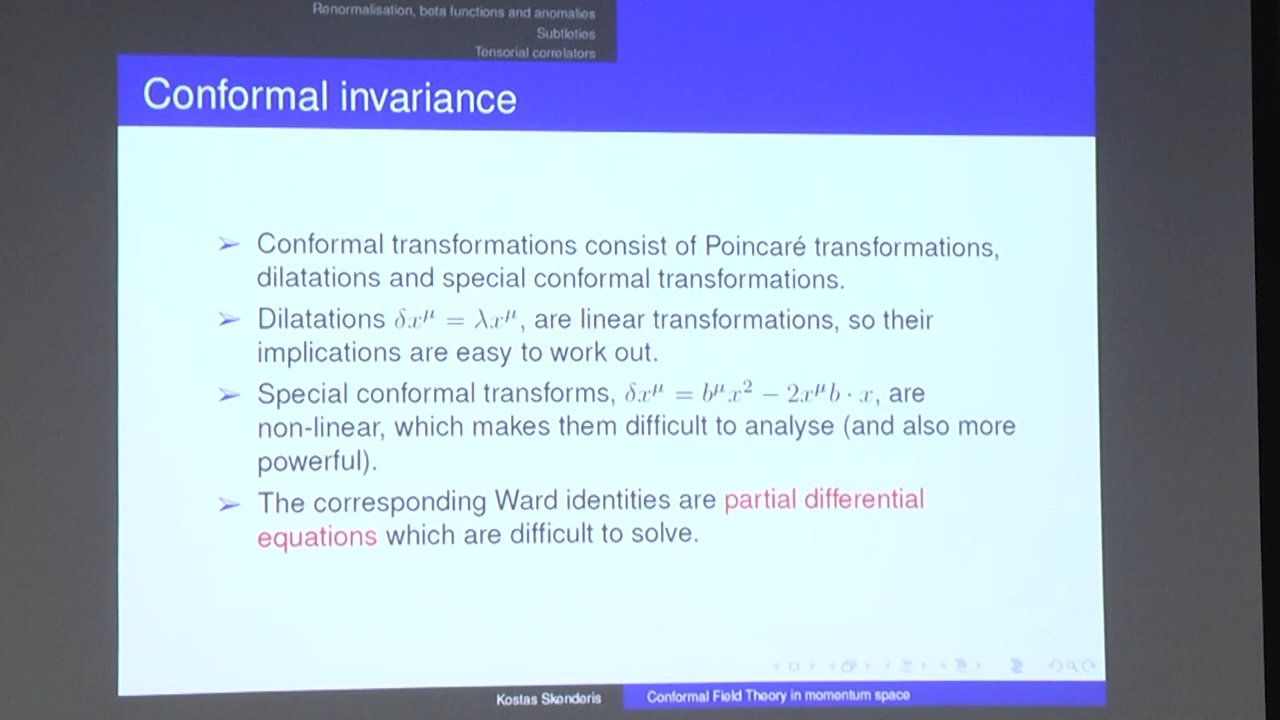 Renormalisation, beta functions and anomalies
Subtleties
Tensorial correlators
Conformal invariance
➢ Conformal transformations consist of Poincaré transformations,
dilatations and special conformal transformations.
➢ Dilatations δx^μ = λx^μ, are linear transformations, so their
implications are easy to work out.
➢ Special conformal transforms, δx^μ = b^μx² − 2x^μb · x, are
non-linear, which makes them difficult to analyse (and also more
powerful).
➢ The corresponding Ward identities are partial differential
equations which are difficult to solve.
Kostas Skenderis
Conformal Field Theory in momentum space